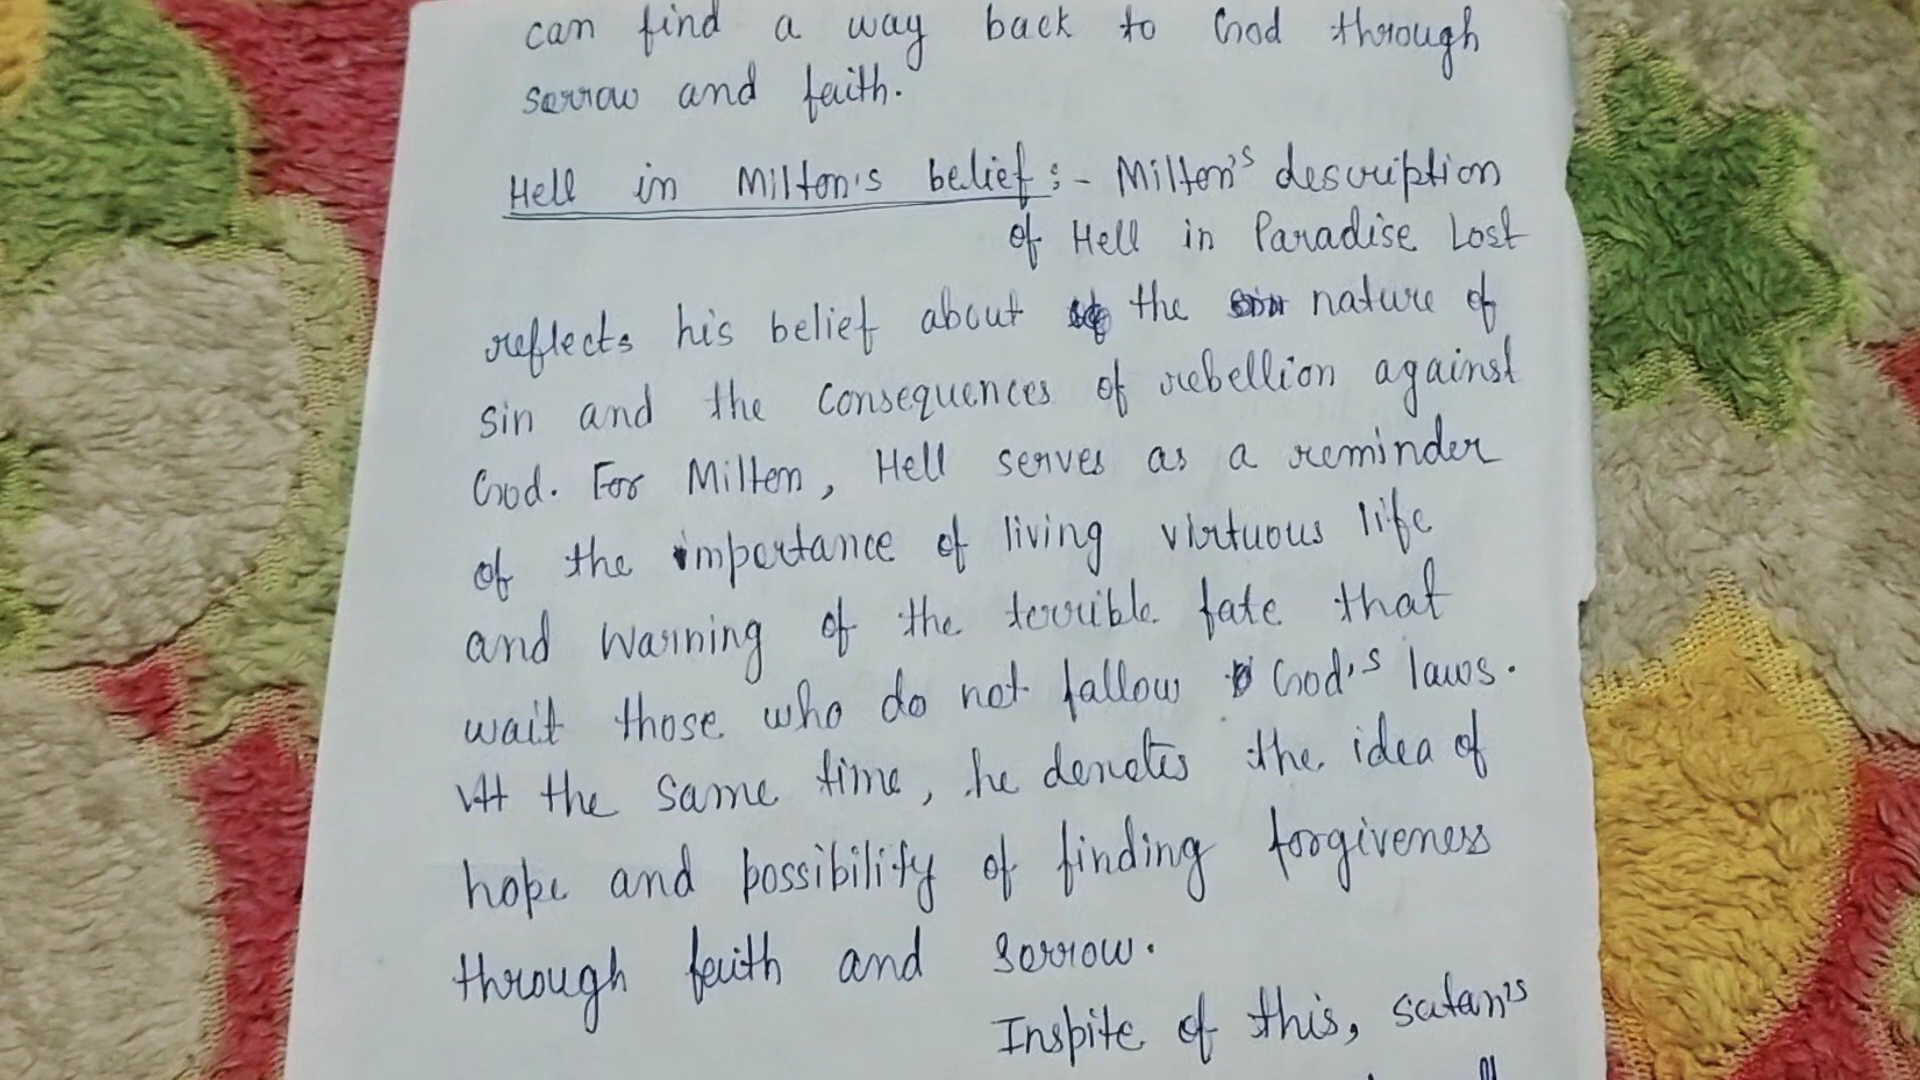 can find a way back to God through
sorrow and faith.
Hell in Milton's belief :- Milton's description
of Hell in Paradise Lost
reflects his belief about the nature of
sin and the consequences of rebellion against
God. For Milton, Hell serves as a reminder
of the importance of living virtuous life
and warning of the terrible fate that
wait those who do not fallow God's laws.
At the same time, he denotes the idea of
hope and possibility of finding forgiveness
through faith and sorrow.
Inspite of this, Satan's